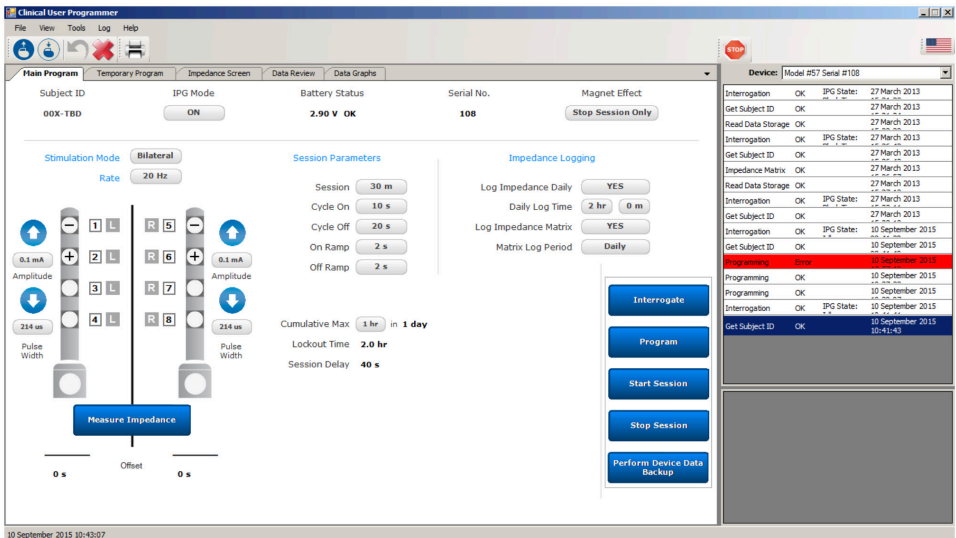 Clinical User Programmer
File View Tools Log Help
STOP
Main Program Temporary Program Impedance Screen Data Review Data Graphs
Device: Model #57 Serial #108
Subject ID IPG Mode Battery Status Serial No. Magnet Effect
00X-TBD ON 2.90 V OK 108 Stop Session Only
Stimulation Mode Bilateral
Rate 20 Hz
1 L R 5
2 L R 6
3 L R 7
4 L R 8
0.1 mA
Amplitude
214 us
Pulse
Width
0.1 mA
Amplitude
214 us
Pulse
Width
Measure Impedance
Offset
0 s 0 s
Session Parameters
Session 30 m
Cycle On 10 s
Cycle Off 20 s
On Ramp 2 s
Off Ramp 2 s
Cumulative Max 1 hr in 1 day
Lockout Time 2.0 hr
Session Delay 40 s
Impedance Logging
Log Impedance Daily YES
Daily Log Time 2 hr 0 m
Log Impedance Matrix YES
Matrix Log Period Daily
Interrogate
Program
Start Session
Stop Session
Perform Device Data
Backup
Interrogation OK IPG State: 27 March 2013
Get Subject ID OK 27 March 2013
Read Data Storage OK 27 March 2013
Interrogation OK IPG State: 27 March 2013
Get Subject ID OK 27 March 2013
Impedance Matrix OK 27 March 2013
Read Data Storage OK 27 March 2013
Interrogation OK IPG State: 27 March 2013
Get Subject ID OK 27 March 2013
Interrogation OK IPG State: 10 September 2015
Get Subject ID OK 10 September 2015
Programming Error 10 September 2015
Programming OK 10 September 2015
Programming OK 10 September 2015
Interrogation OK IPG State: 10 September 2015
Get Subject ID OK 10 September 2015
10:41:43
10 September 2015 10:43:07